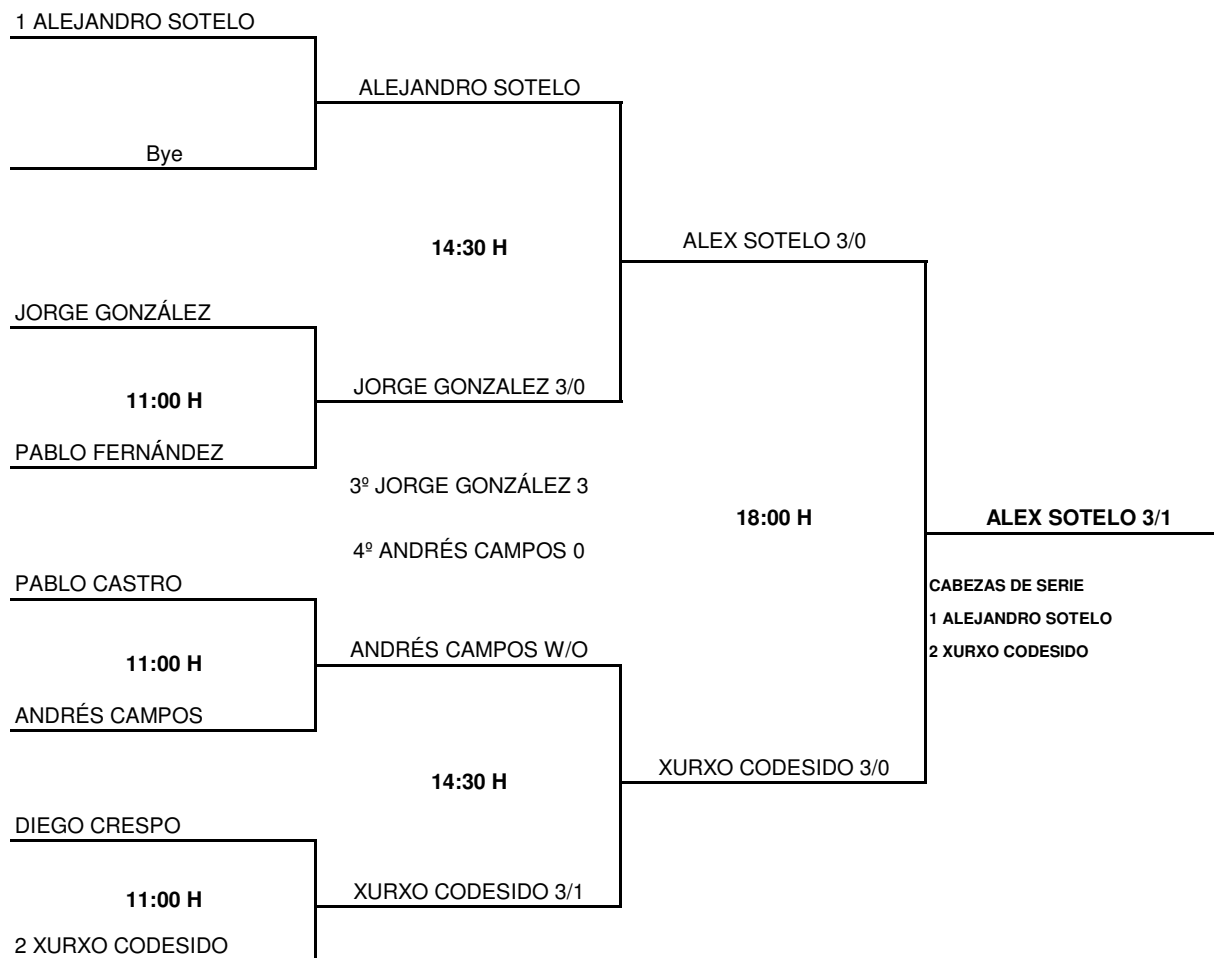 1 ALEJANDRO SOTELO
ALEJANDRO SOTELO
Bye
14:30 H
ALEX SOTELO 3/0
JORGE GONZÁLEZ
11:00 H
JORGE GONZALEZ 3/0
PABLO FERNÁNDEZ
3º JORGE GONZÁLEZ 3
18:00 H
ALEX SOTELO 3/1
4º ANDRÉS CAMPOS 0
PABLO CASTRO
CABEZAS DE SERIE
1 ALEJANDRO SOTELO
11:00 H
ANDRÉS CAMPOS W/O
2 XURXO CODESIDO
ANDRÉS CAMPOS
14:30 H
XURXO CODESIDO 3/0
DIEGO CRESPO
11:00 H
XURXO CODESIDO 3/1
2 XURXO CODESIDO